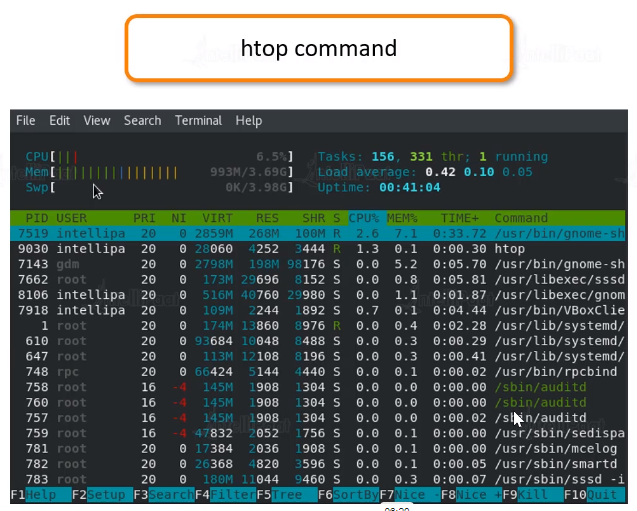 htop command
File Edit View Search Terminal Help
CPU[||| 6.5%] Tasks: 156, 331 thr; 1 running
Mem[||||||||||||||||||| 993M/3.69G] Load average: 0.42 0.10 0.05
Swp[ 0K/3.98G] Uptime: 00:41:04
PID USER PRI NI VIRT RES SHR S CPU% MEM% TIME+ Command
7519 intellipa 20 0 2859M 268M 100M R 2.6 7.1 0:33.72 /usr/bin/gnome-sh
9030 intellipa 20 0 28060 4252 3444 R 1.3 0.1 0:00.30 htop
7143 gdm 20 0 2798M 198M 98176 S 0.0 5.2 0:05.70 /usr/bin/gnome-sh
7662 root 20 0 173M 29696 8152 S 0.0 0.8 0:05.81 /usr/libexec/sssd
8106 intellipa 20 0 516M 40760 29980 S 0.0 1.1 0:01.87 /usr/libexec/gnom
7918 intellipa 20 0 109M 2244 1892 S 0.7 0.1 0:04.44 /usr/bin/VBoxClie
1 root 20 0 174M 13860 8976 R 0.0 0.4 0:02.28 /usr/lib/systemd/
610 root 20 0 93684 10048 8488 S 0.0 0.3 0:00.29 /usr/lib/systemd/
647 root 20 0 113M 12108 8196 S 0.0 0.3 0:00.41 /usr/lib/systemd/
748 rpc 20 0 66424 5144 4440 S 0.0 0.1 0:00.02 /usr/bin/rpcbind
758 root 16 -4 145M 1908 1304 S 0.0 0.0 0:00.00 /sbin/auditd
760 root 16 -4 145M 1908 1304 S 0.0 0.0 0:00.00 /sbin/auditd
757 root 16 -4 145M 1908 1304 S 0.0 0.0 0:00.02 /sbin/auditd
759 root 16 -4 47832 2052 1756 S 0.0 0.1 0:00.00 /usr/sbin/sedispa
781 root 20 0 17384 2036 1908 S 0.0 0.1 0:00.00 /usr/sbin/mcelog
782 root 20 0 26368 4820 3596 S 0.0 0.1 0:00.05 /usr/sbin/smartd
783 root 20 0 180M 11044 9460 S 0.0 0.3 0:00.07 /usr/sbin/sssd -i
F1Help F2Setup F3Search F4Filter F5Tree F6SortBy F7Nice - F8Nice + F9Kill F10Quit